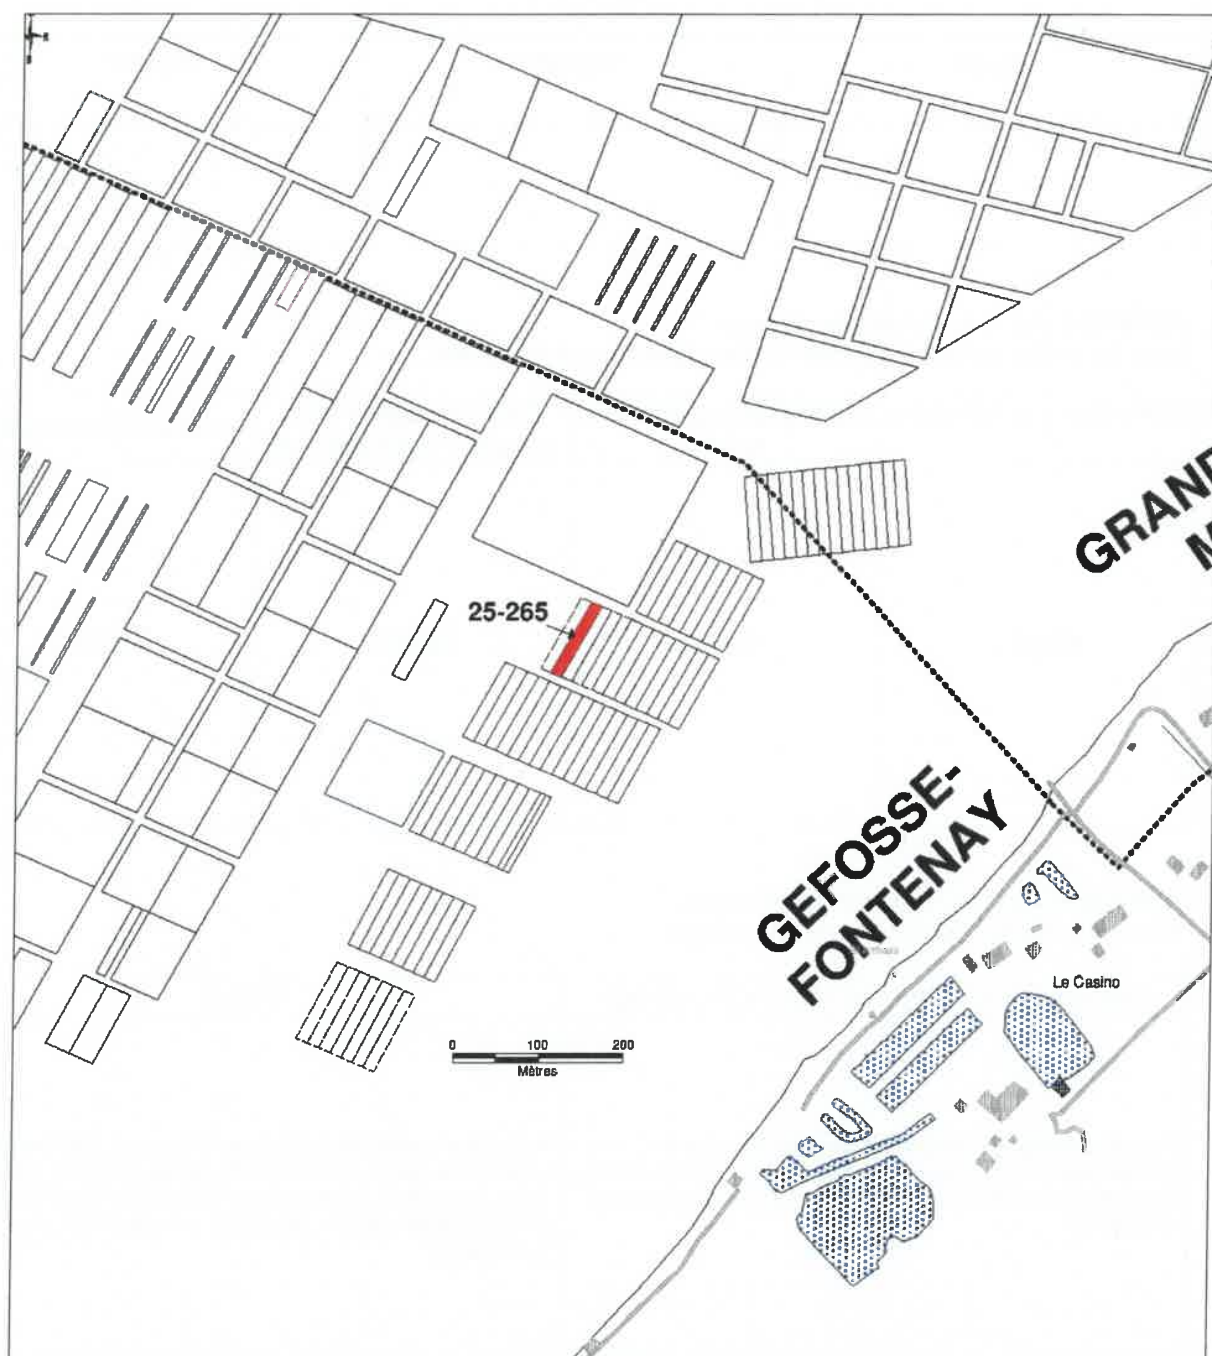 GRAND
M
25-265
GEFOSSE-
FONTENAY
Le Casino
0 100 200
Mètres